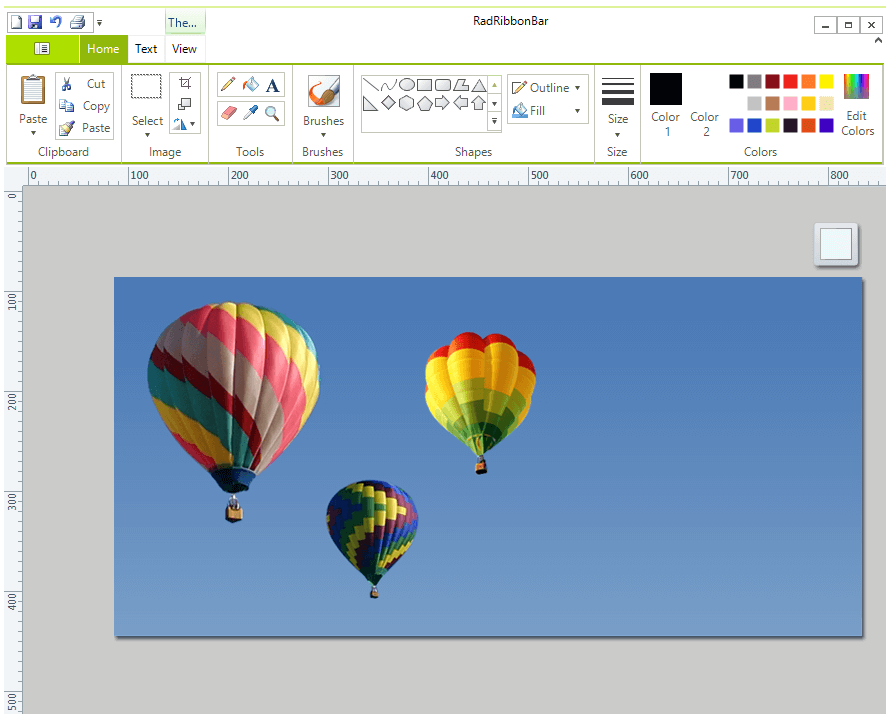 The...
RadRibbonBar
Home
Text
View
Paste
Cut
Copy
Paste
Clipboard
Select
Image
A
Tools
Brushes
Brushes
Outline
Fill
Shapes
Size
Size
Color
1
Color
2
Edit
Colors
Colors
0
100
200
300
400
500
600
700
800
0
100
200
300
400
500